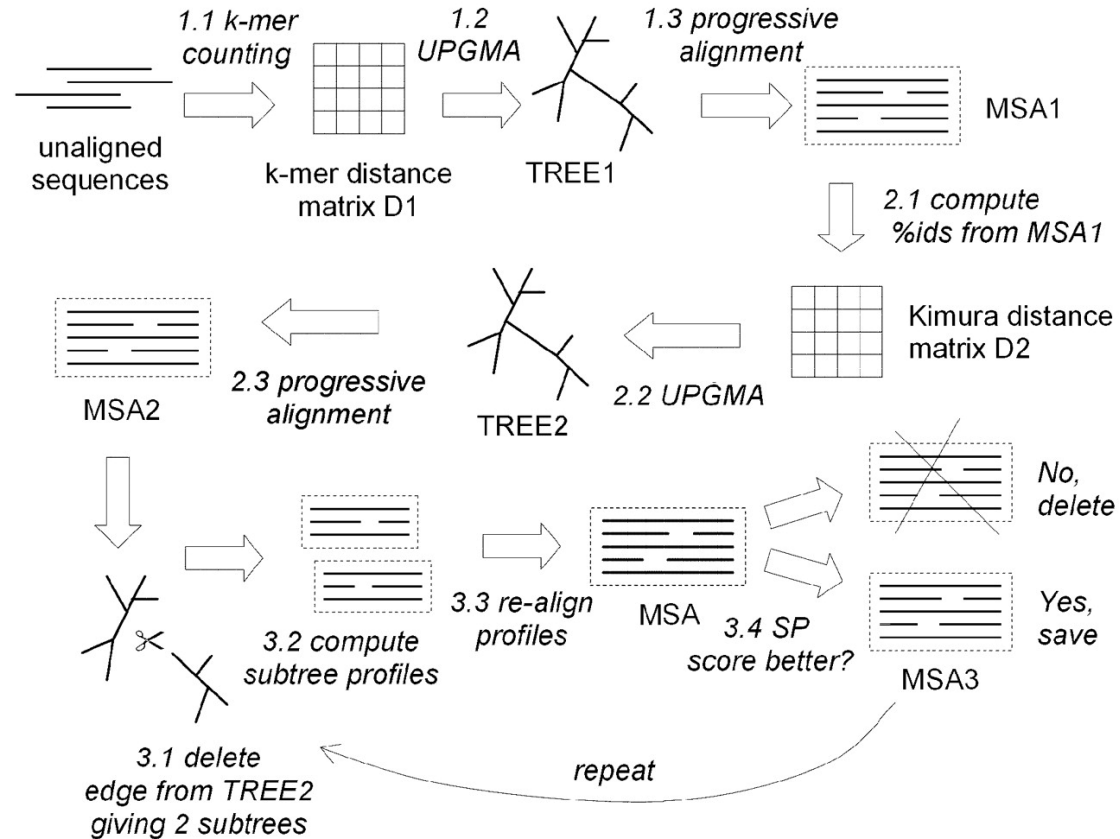 1.1 k-mer
counting
1.2
UPGMA
1.3 progressive
alignment
unaligned
sequences
k-mer distance
matrix D1
TREE1
MSA1
2.1 compute
%ids from MSA1
Kimura distance
matrix D2
2.2 UPGMA
TREE2
2.3 progressive
alignment
MSA2
3.1 delete
edge from TREE2
giving 2 subtrees
3.2 compute
subtree profiles
3.3 re-align
profiles
MSA
3.4 SP
score better?
No,
delete
Yes,
save
MSA3
repeat